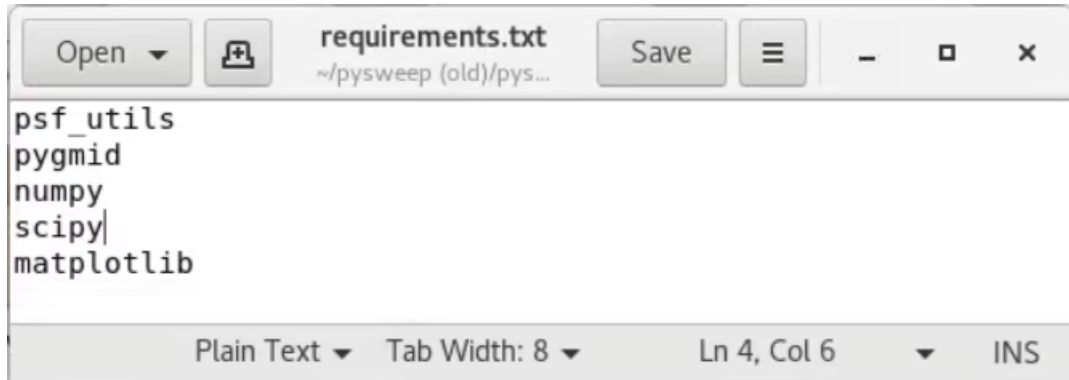 Open
requirements.txt
~/pysweep (old)/pys...
Save
psf_utils
pygmid
numpy
scipy
matplotlib
Plain Text
Tab Width: 8
Ln 4, Col 6
INS